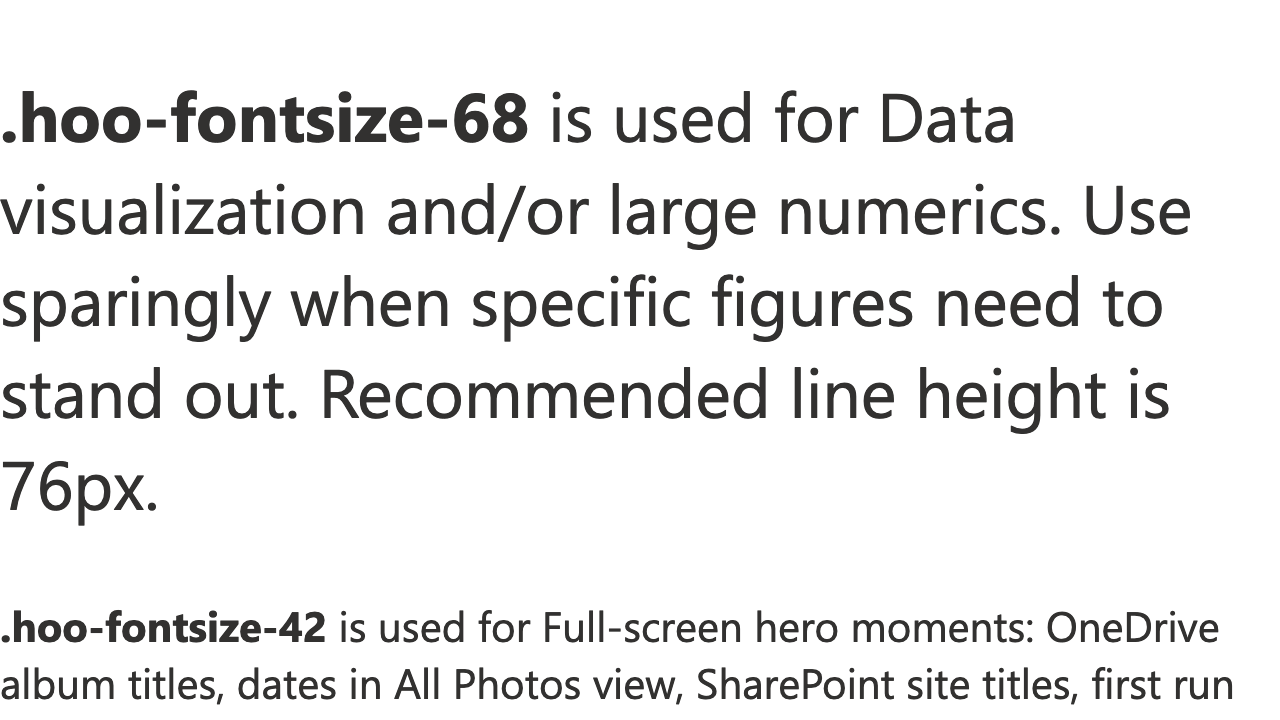 .hoo-fontsize-68 is used for Data
visualization and/or large numerics. Use
sparingly when specific figures need to
stand out. Recommended line height is
76px.
.hoo-fontsize-42 is used for Full-screen hero moments: OneDrive
album titles, dates in All Photos view, SharePoint site titles, first run